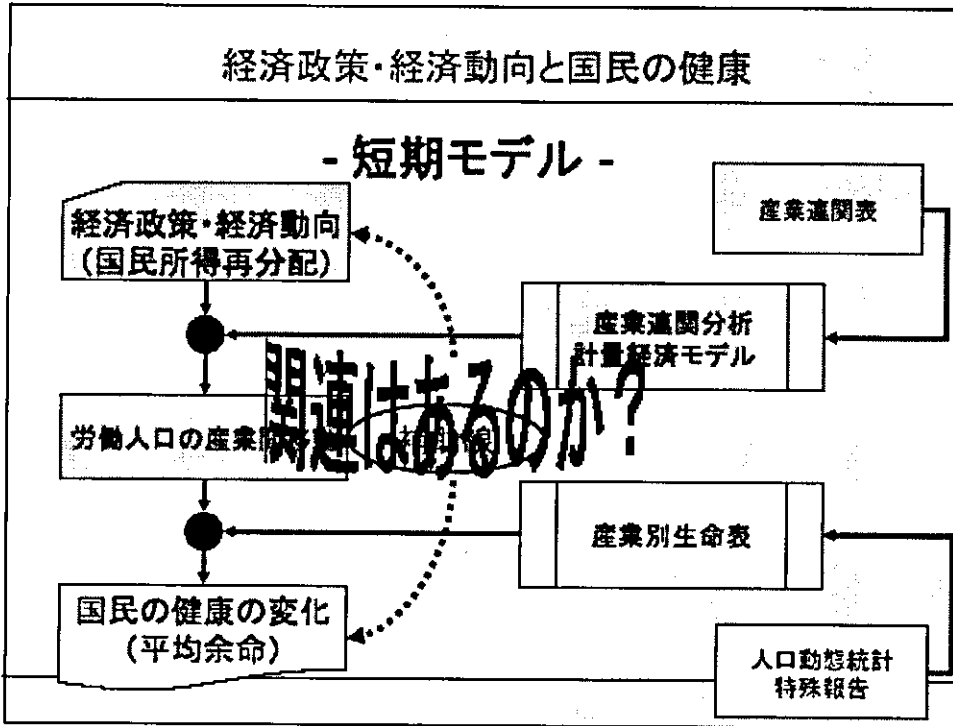 経済政策・経済動向と国民の健康
- 短期モデル -
経済政策・経済動向
(国民所得再分配)
産業連関表
産業連関分析
計量経済モデル
関連はあるのか?
労働人口の産業間
産業別生命表
国民の健康の変化
(平均余命)
人口動態統計
特殊報告